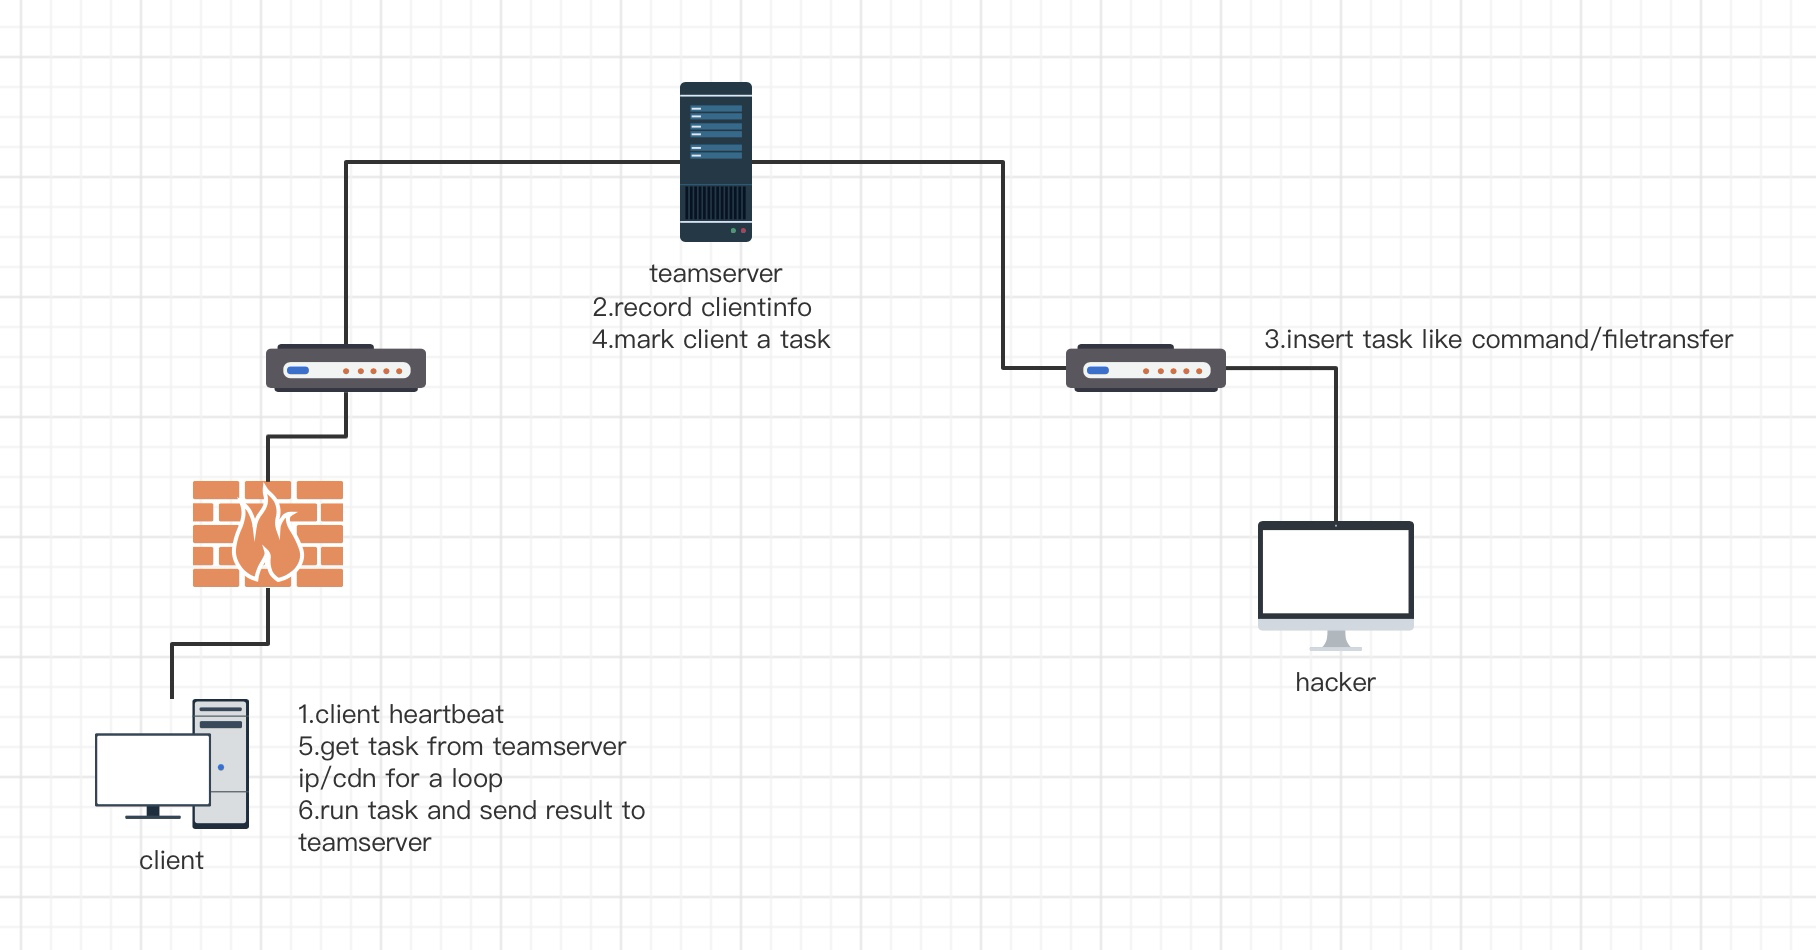 teamserver
2.record clientinfo
4.mark client a task
3.insert task like command/filetransfer
hacker
1.client heartbeat
5.get task from teamserver
ip/cdn for a loop
6.run task and send result to
teamserver
client